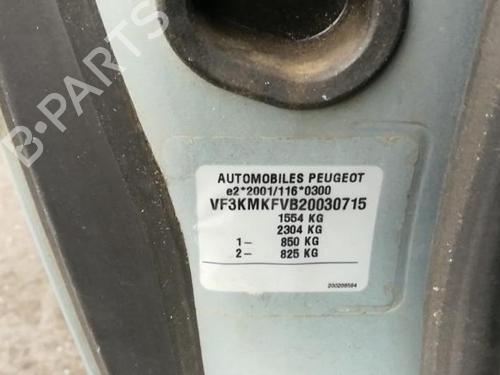 AUTOMOBILES PEUGEOT
e2*2001/116*0300
VF3KMKFVB20030715
1554 KG
2304 KG
1- 850 KG
2- 825 KG
200208584
B-PARTS